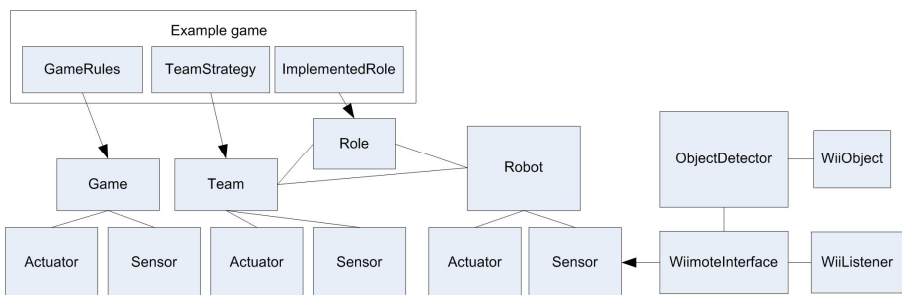 Example game
GameRules
TeamStrategy
ImplementedRole
Role
Robot
ObjectDetector
WiiObject
Game
Team
Actuator
Sensor
Actuator
Sensor
Actuator
Sensor
WiimoteInterface
WiiListener